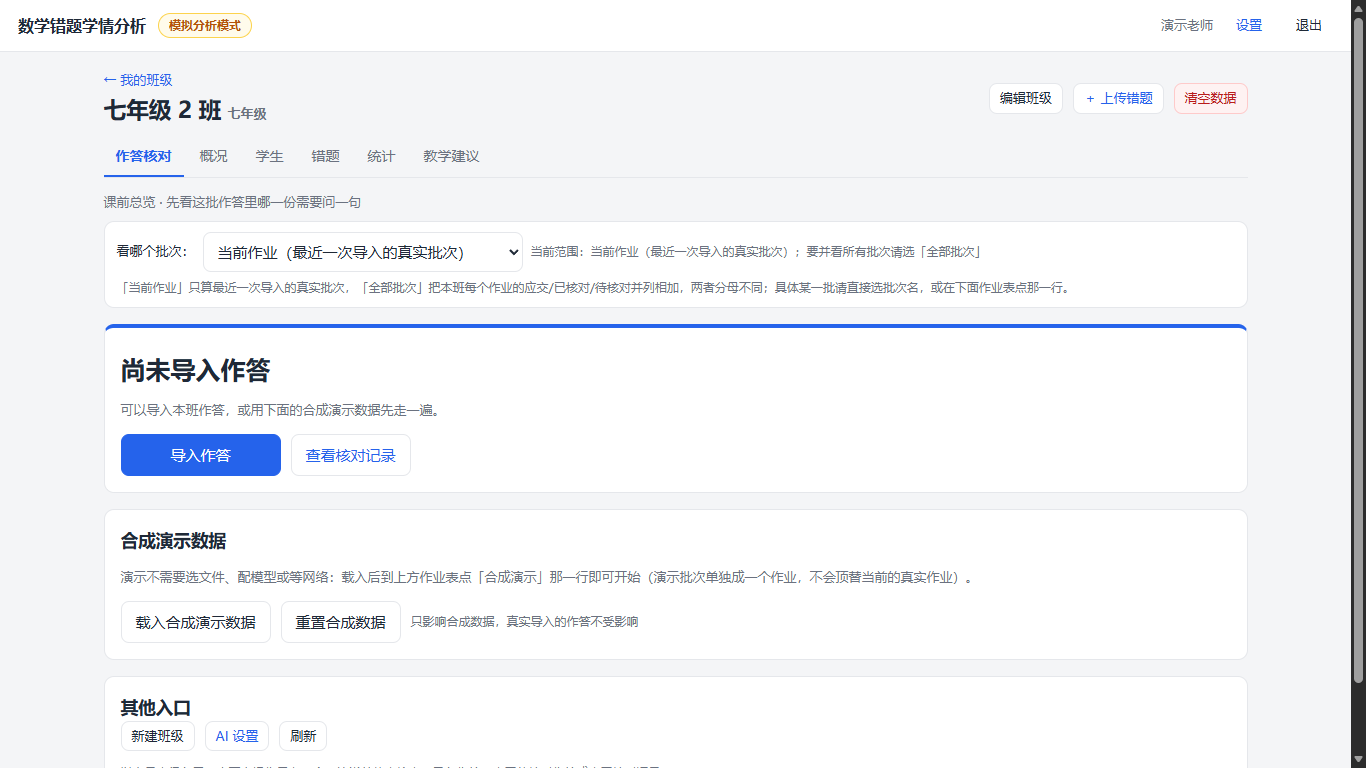 数学错题学情分析 模拟分析模式 演示老师 设置 退出
← 我的班级
七年级 2 班 七年级
编辑班级 + 上传错题 清空数据
作答核对 概况 学生 错题 统计 教学建议
课前总览 · 先看这批作答里哪一份需要问一句
看哪个批次： 当前作业（最近一次导入的真实批次） 当前范围：当前作业（最近一次导入的真实批次）；要并看所有批次请选「全部批次」
「当前作业」只算最近一次导入的真实批次，「全部批次」把本班每个作业的应交/已核对/待核对并列相加，两者分母不同；具体某一批请直接选批次名，或在下面作业表点那一行。
尚未导入作答
可以导入本班作答，或用下面的合成演示数据先走一遍。
导入作答 查看核对记录
合成演示数据
演示不需要选文件、配模型或等网络：载入后到上方作业表点「合成演示」那一行即可开始（演示批次单独成一个作业，不会顶替当前的真实作业）。
载入合成演示数据 重置合成数据 只影响合成数据，真实导入的作答不受影响
其他入口
新建班级 AI 设置 刷新